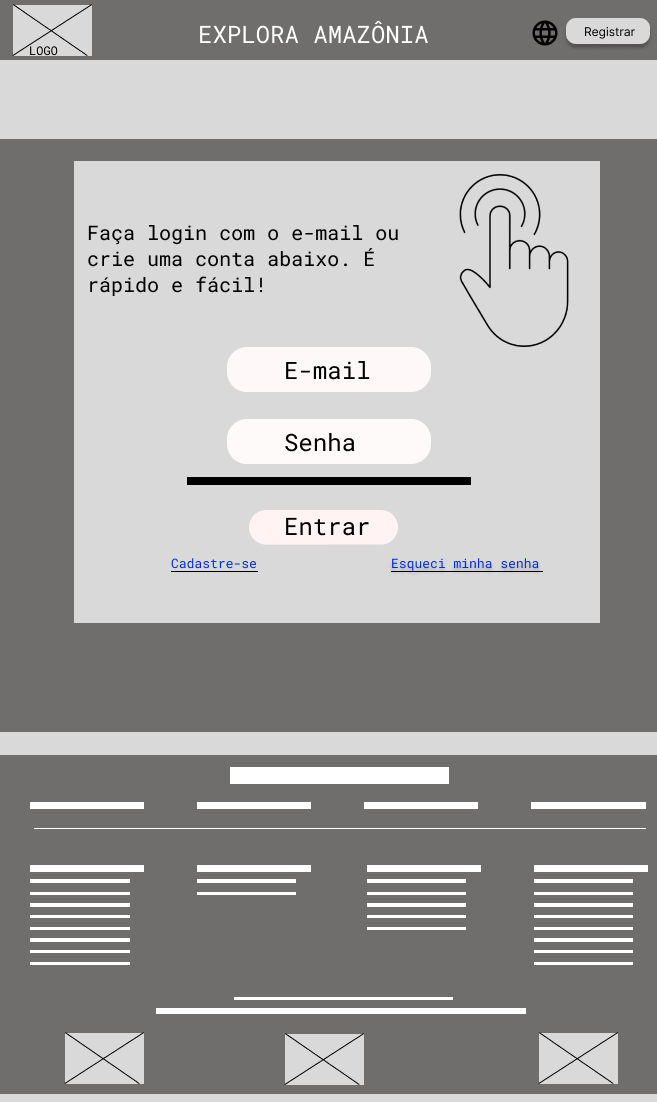 LOGO
EXPLORA AMAZÔNIA
Registrar
Faça login com o e-mail ou
crie uma conta abaixo. É
rápido e fácil!
E-mail
Senha
Entrar
Cadastre-se
Esqueci minha senha